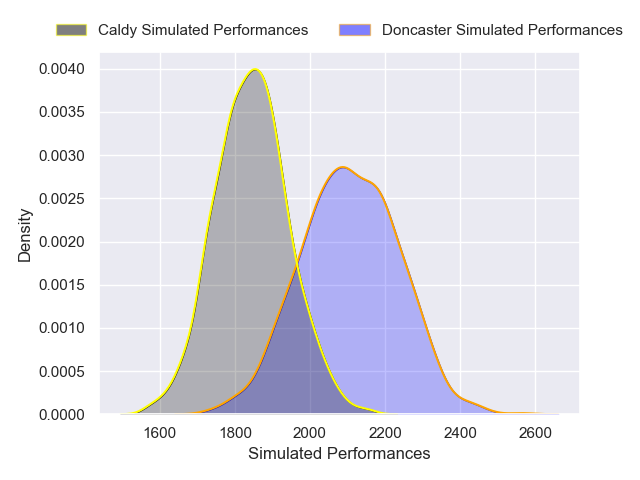 Caldy Simulated Performances Doncaster Simulated Performances
0.0040
0.0035
0.0030
0.0025
0.0020
0.0015
0.0010
0.0005
0.0000
Density
1600 1800 2000 2200 2400 2600
Simulated Performances